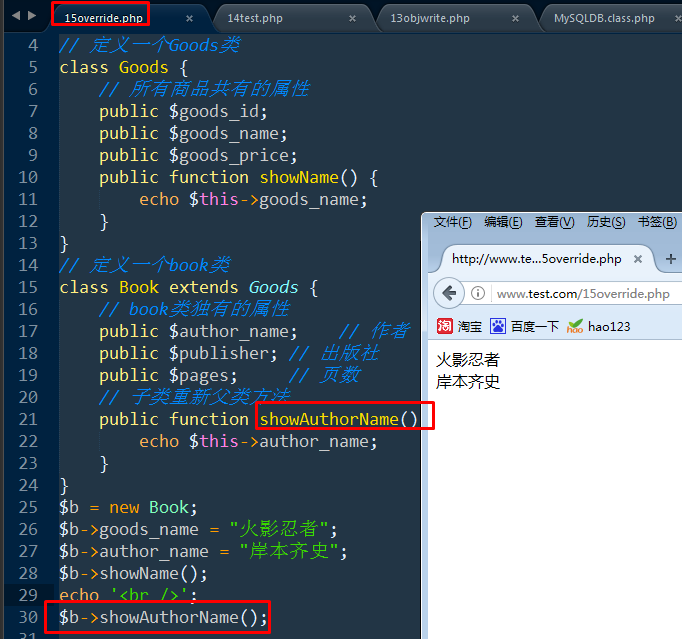 15override.php × 14test.php × 13objwrite.php × MySQLDB.class.php ×
4 // 定义一个Goods类
5 class Goods {
6 // 所有商品共有的属性
7 public $goods_id;
8 public $goods_name;
9 public $goods_price;
10 public function showName() {
11 echo $this->goods_name;
12 }
13 }
14 // 定义一个book类
15 class Book extends Goods {
16 // book类独有的属性
17 public $author_name; // 作者
18 public $publisher; // 出版社
19 public $pages; // 页数
20 // 子类重新父类方法
21 public function showAuthorName()
22 echo $this->author_name;
23 }
24 }
25 $b = new Book;
26 $b->goods_name = "火影忍者";
27 $b->author_name = "岸本齐史";
28 $b->showName();
29 echo '<br />';
30 $b->showAuthorName();
31
文件(F) 编辑(E) 查看(V) 历史(S) 书签(B)
http://www.te...5override.php × +
www.test.com/15override.php
淘 淘宝 百度一下 hao hao123
火影忍者
岸本齐史